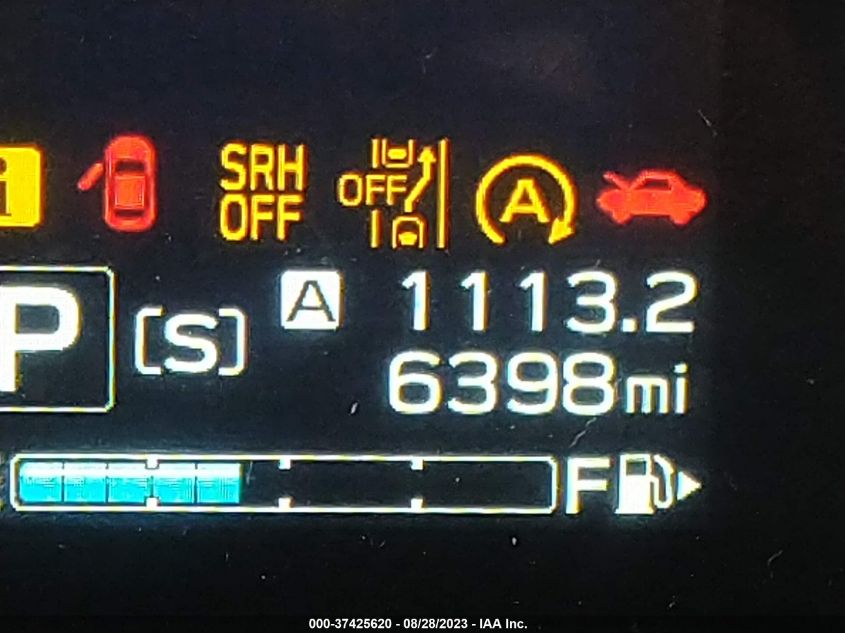 i
SRH
OFF
OFF
A
A 1113.2
P [S]
6398mi
F
000-37425620 - 08/28/2023 - IAA Inc.